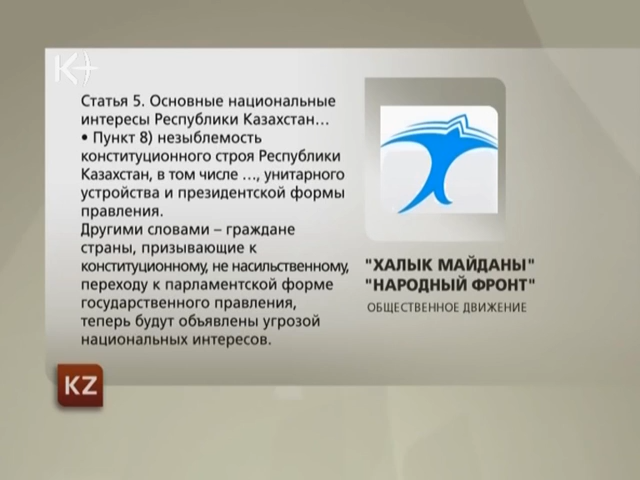 K+
Статья 5. Основные национальные
интересы Республики Казахстан…
• Пункт 8) незыблемость
конституционного строя Республики
Казахстан, в том числе …, унитарного
устройства и президентской формы
правления.
Другими словами – граждане
страны, призывающие к
конституционному, не насильственному,
переходу к парламентской форме
государственного правления,
теперь будут объявлены угрозой
национальных интересов.
"ХАЛЫК МАЙДАНЫ"
"НАРОДНЫЙ ФРОНТ"
ОБЩЕСТВЕННОЕ ДВИЖЕНИЕ
KZ